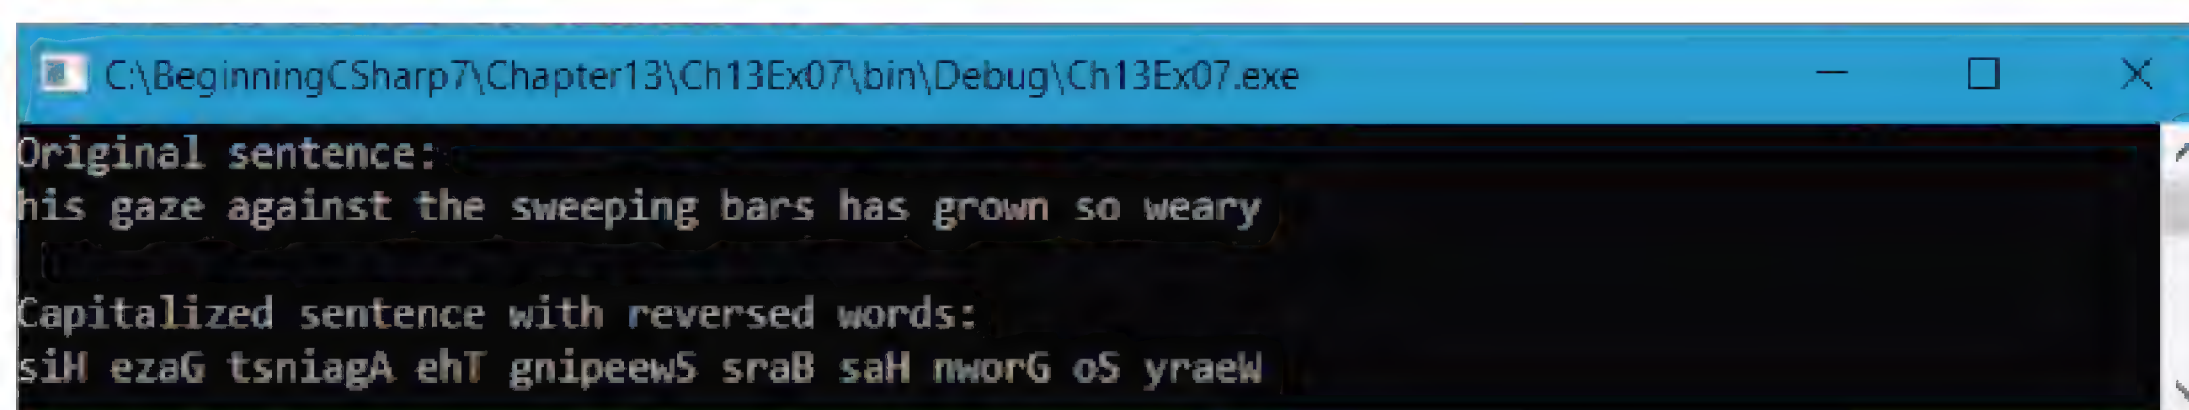 C:\BeginningCSharp7\Chapter13\Ch13Ex07\bin\Debug\Ch13Ex07.exe
Original sentence:
his gaze against the sweeping bars has grown so weary
Capitalized sentence with reversed words:
siH ezaG tsniagA ehT gnipeewS sraB saH nworG oS yraeW